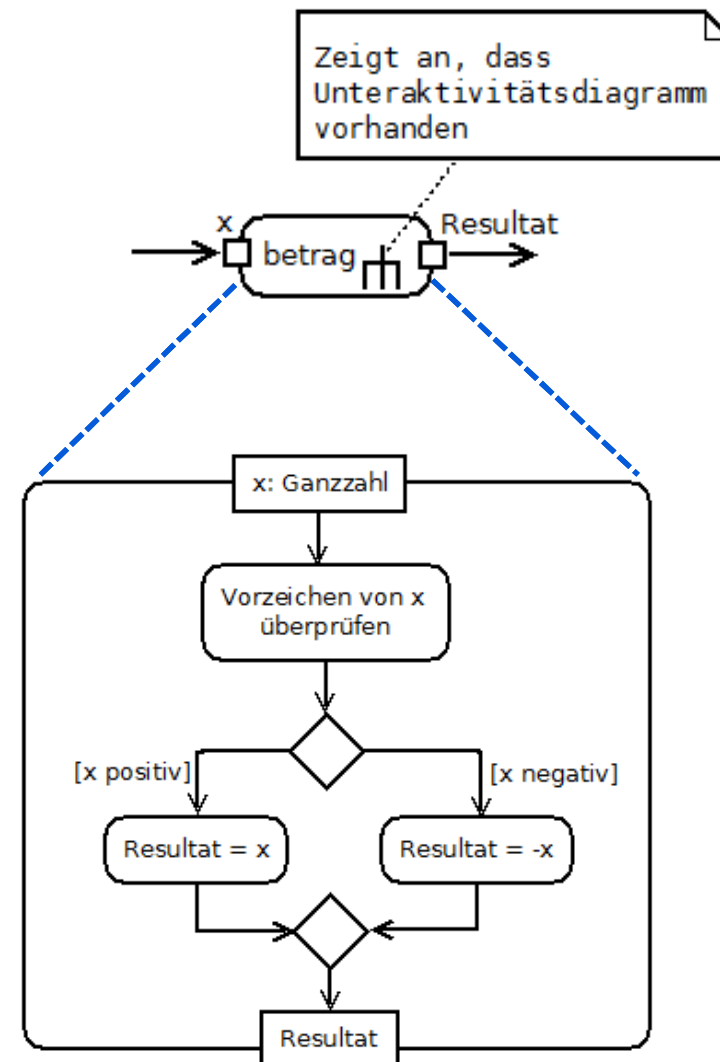 Zeigt an, dass
Unteraktivitätsdiagramm
vorhanden
x
Resultat
betrag
x: Ganzzahl
Vorzeichen von x
überprüfen
[x positiv]
[x negativ]
Resultat = x
Resultat = -x
Resultat